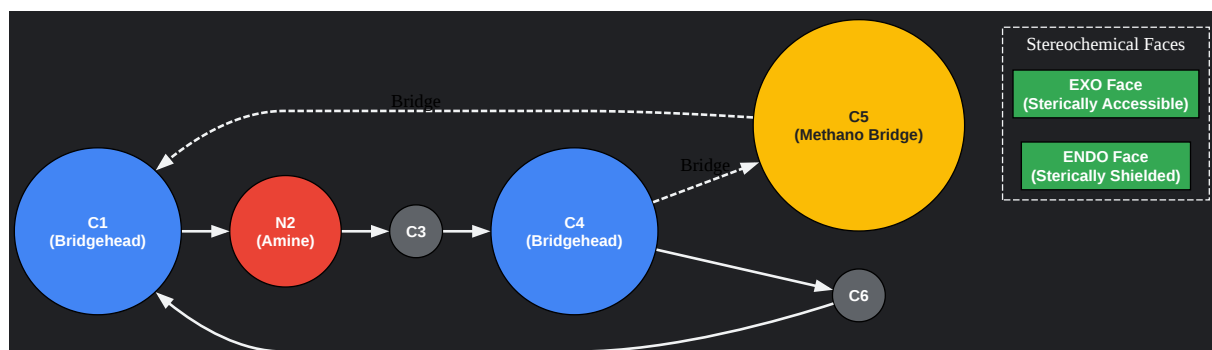 Stereochemical Faces
EXO Face
(Sterically Accessible)
ENDO Face
(Sterically Shielded)
Bridge
C5
(Methano Bridge)
Bridge
C1
(Bridgehead)
N2
(Amine)
C3
C4
(Bridgehead)
C6